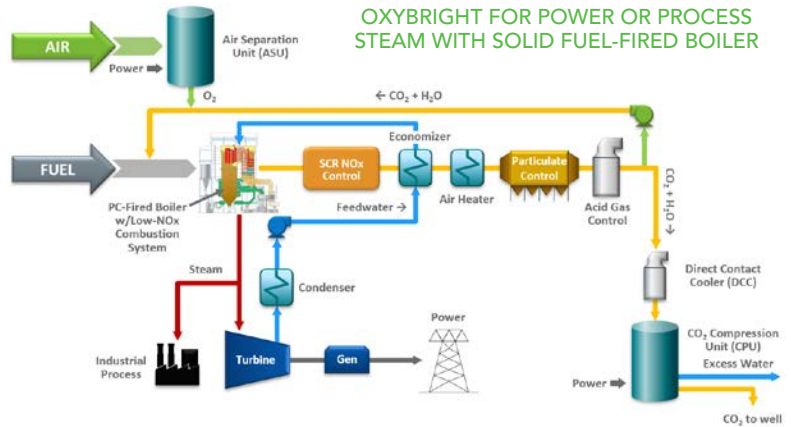 OXYBRIGHT FOR POWER OR PROCESS
STEAM WITH SOLID FUEL-FIRED BOILER
AIR
Power
Air Separation
Unit (ASU)
O₂
← CO₂ + H₂O
FUEL
PC-Fired Boiler
w/Low-NOx
Combustion
System
SCR NOx
Control
Economizer
Feedwater →
Air Heater
Particulate
Control
Acid Gas
Control
CO₂ + H₂O →
Steam
Condenser
Direct Contact
Cooler (DCC)
Industrial
Process
Turbine
Gen
Power
CO₂ Compression
Unit (CPU)
Excess Water
Power
CO₂ to well